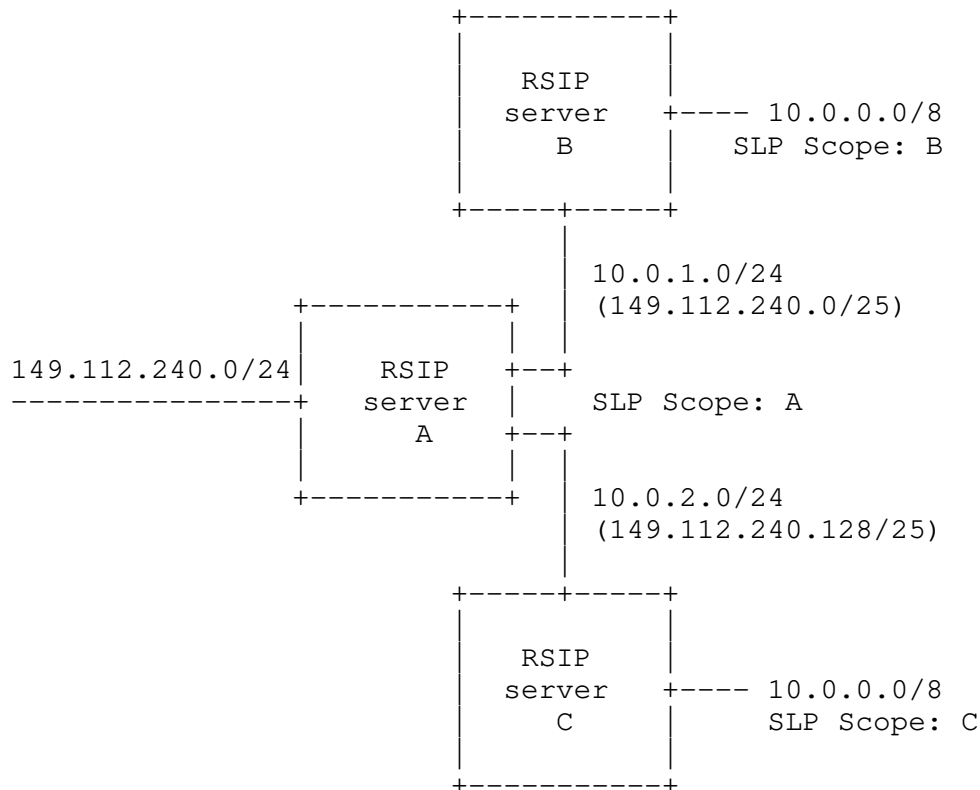 RSIP
server
B
10.0.0.0/8
SLP Scope: B
10.0.1.0/24
(149.112.240.0/25)
149.112.240.0/24
RSIP
server
A
SLP Scope: A
10.0.2.0/24
(149.112.240.128/25)
RSIP
server
C
10.0.0.0/8
SLP Scope: C